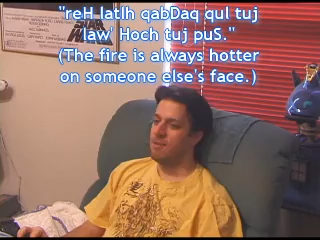 "reH latlh qabDaq qul tuj
law' Hoch tuj puS."
(The fire is always hotter
on someone else's face.)